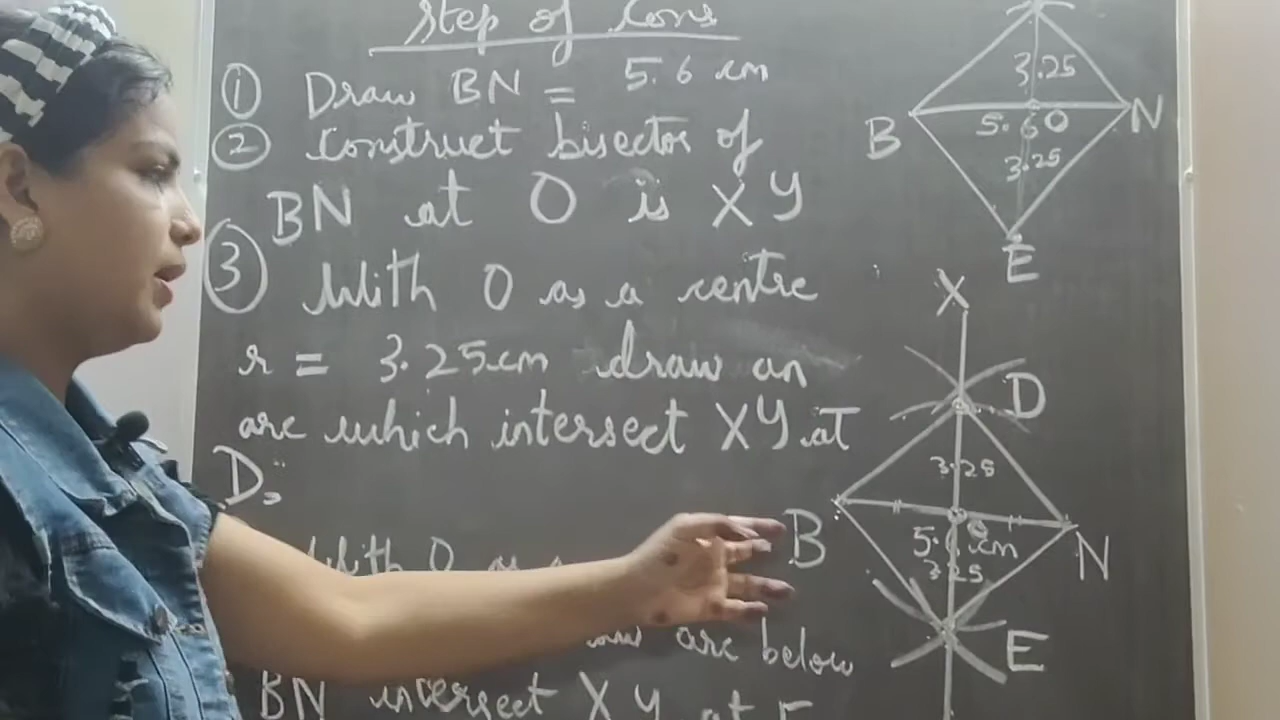 Step of Cons
① Draw BN = 5.6 cm
② Construct bisector of
BN at O is XY
③ With O as a centre
r = 3.25cm draw an
arc which intersect XY at
D.
With O as a
arc below
BN intersect XY at E
3.25
B
N
5.6 O
3.25
E
X
D
3.25
B
O
5.6 cm
N
3.25
E